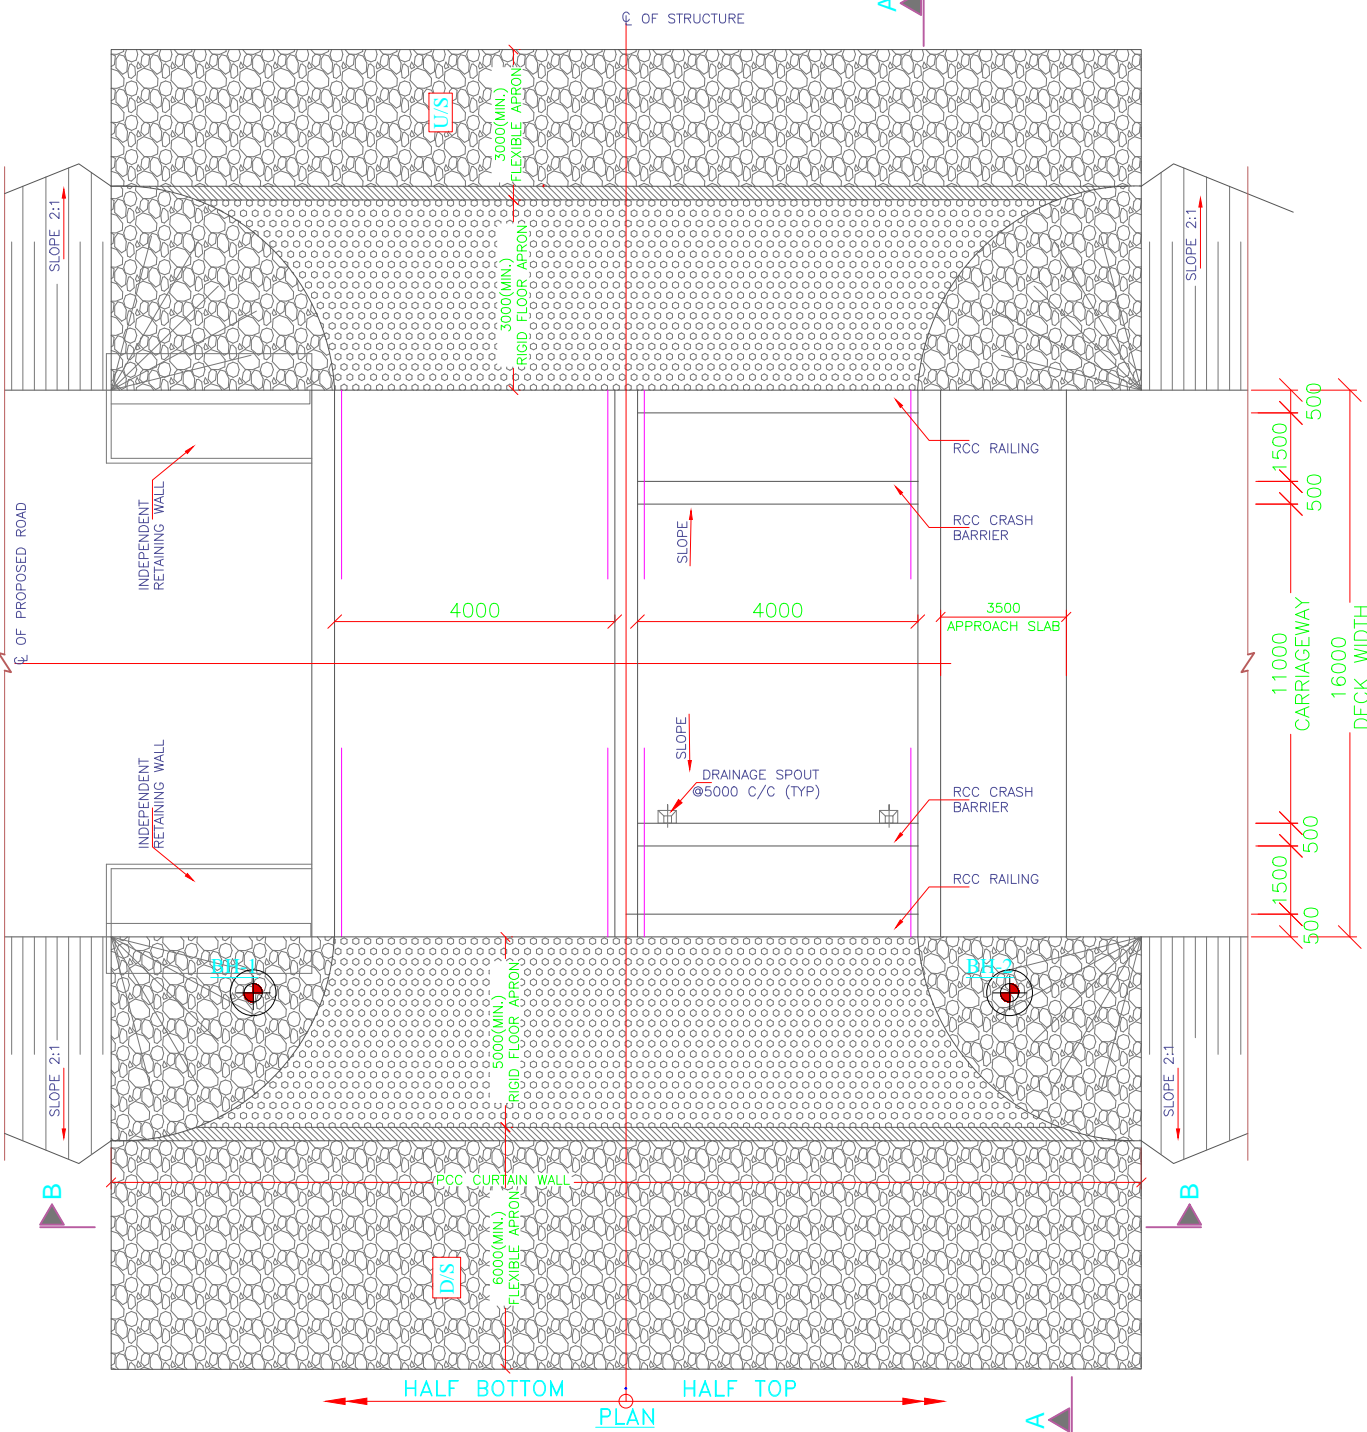 A
℄ OF STRUCTURE
U/S
3000(MIN.)
FLEXIBLE APRON
SLOPE 2:1
SLOPE 2:1
3000(MIN.)
RIGID FLOOR APRON
500
1500
500
RCC RAILING
INDEPENDENT
RETAINING WALL
RCC CRASH
BARRIER
SLOPE
℄ OF PROPOSED ROAD
4000
4000
3500
APPROACH SLAB
11000
CARRIAGEWAY
16000
DECK WIDTH
SLOPE
INDEPENDENT
RETAINING WALL
DRAINAGE SPOUT
@5000 C/C (TYP)
RCC CRASH
BARRIER
500
1500
500
RCC RAILING
BH-1
BH-2
5000(MIN.)
RIGID FLOOR APRON
SLOPE 2:1
SLOPE 2:1
PCC CURTAIN WALL
B
B
6000(MIN.)
FLEXIBLE APRON
D/S
HALF BOTTOM
HALF TOP
PLAN
A